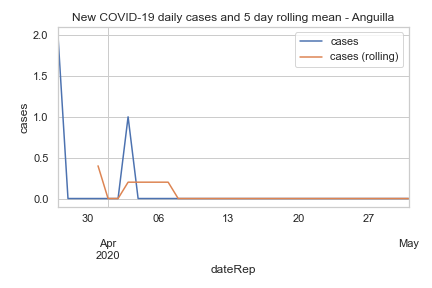 New COVID-19 daily cases and 5 day rolling mean - Anguilla
cases
cases (rolling)
cases
2.0
1.5
1.0
0.5
0.0
30 06 13 20 27
Apr May
2020
dateRep